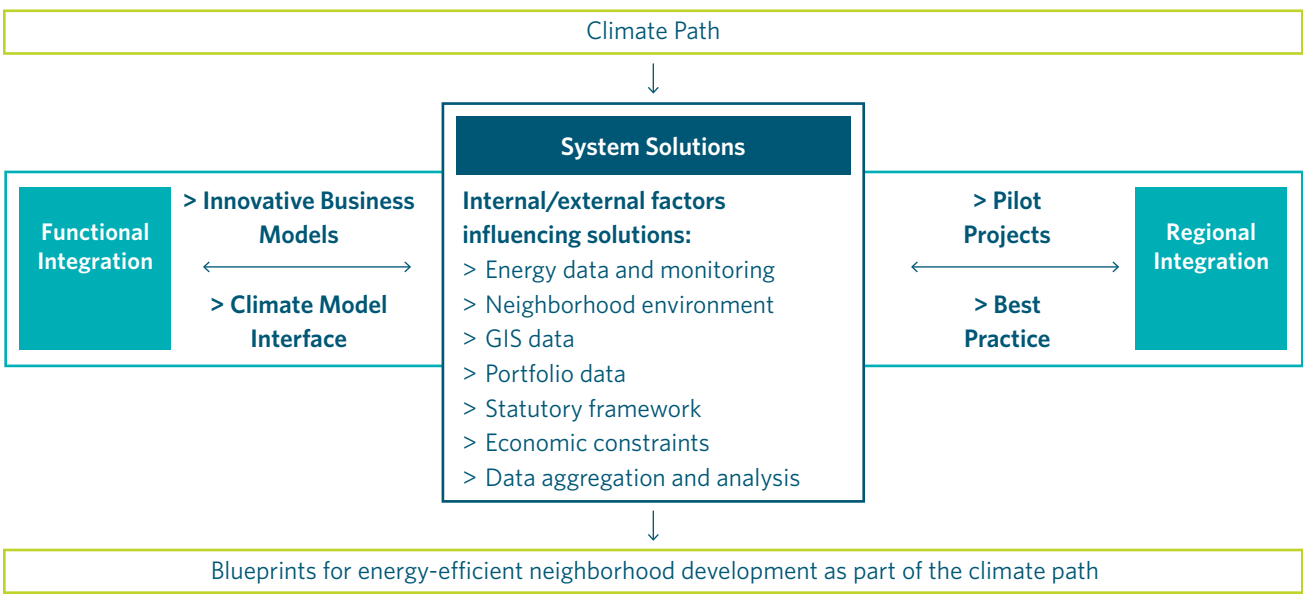 Climate Path
System Solutions
Functional
Integration
> Innovative Business
Models
> Climate Model
Interface
Internal/external factors
influencing solutions:
> Energy data and monitoring
> Neighborhood environment
> GIS data
> Portfolio data
> Statutory framework
> Economic constraints
> Data aggregation and analysis
> Pilot
Projects
> Best
Practice
Regional
Integration
Blueprints for energy-efficient neighborhood development as part of the climate path